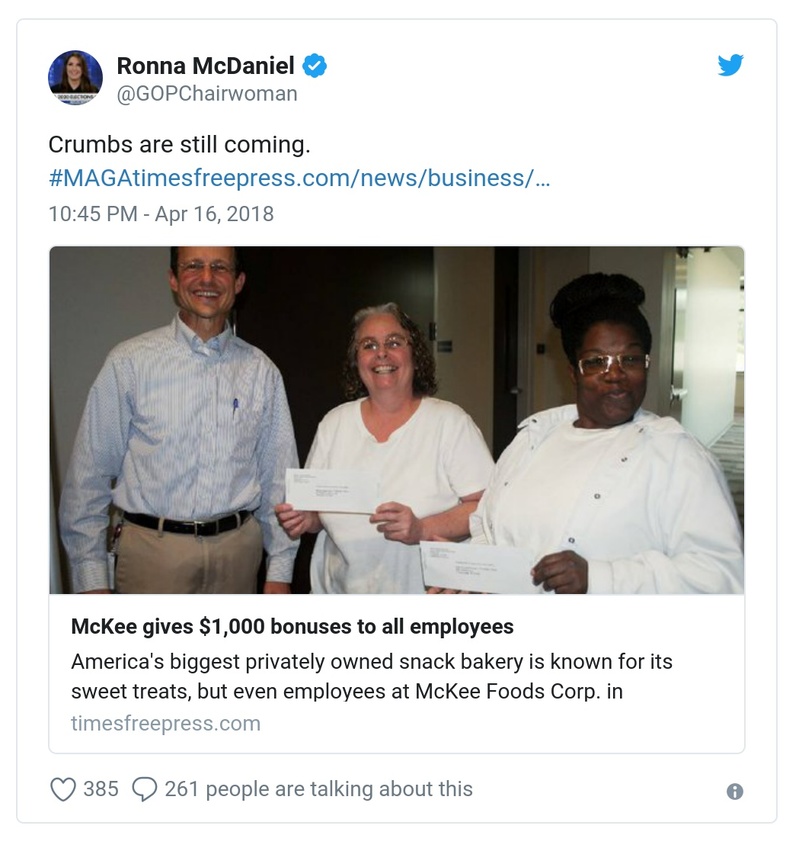 Ronna McDaniel
@GOPChairwoman
Crumbs are still coming.
#MAGAtimesfreepress.com/news/business/…
10:45 PM - Apr 16, 2018
McKee gives $1,000 bonuses to all employees
America's biggest privately owned snack bakery is known for its
sweet treats, but even employees at McKee Foods Corp. in
timesfreepress.com
385 261 people are talking about this